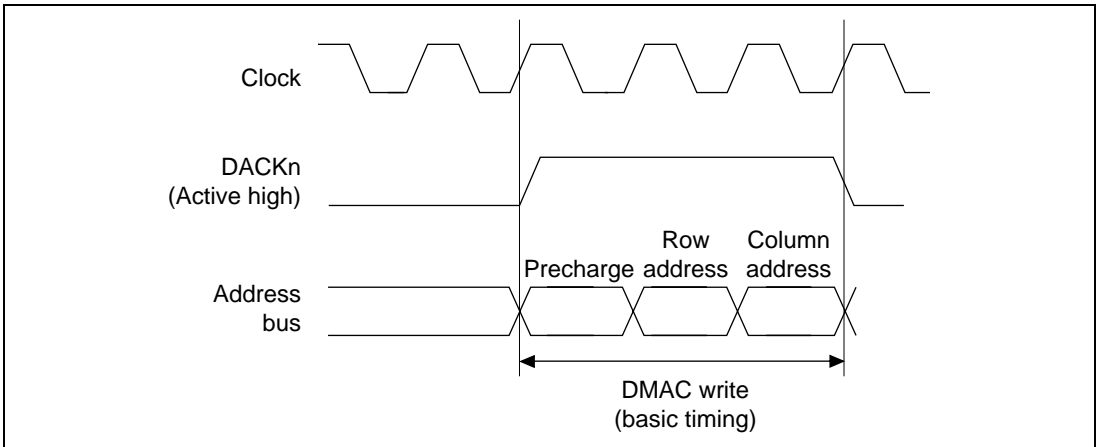 Clock
DACKn
(Active high)
Row
address
Column
address
Precharge
Address
bus
DMAC write
(basic timing)